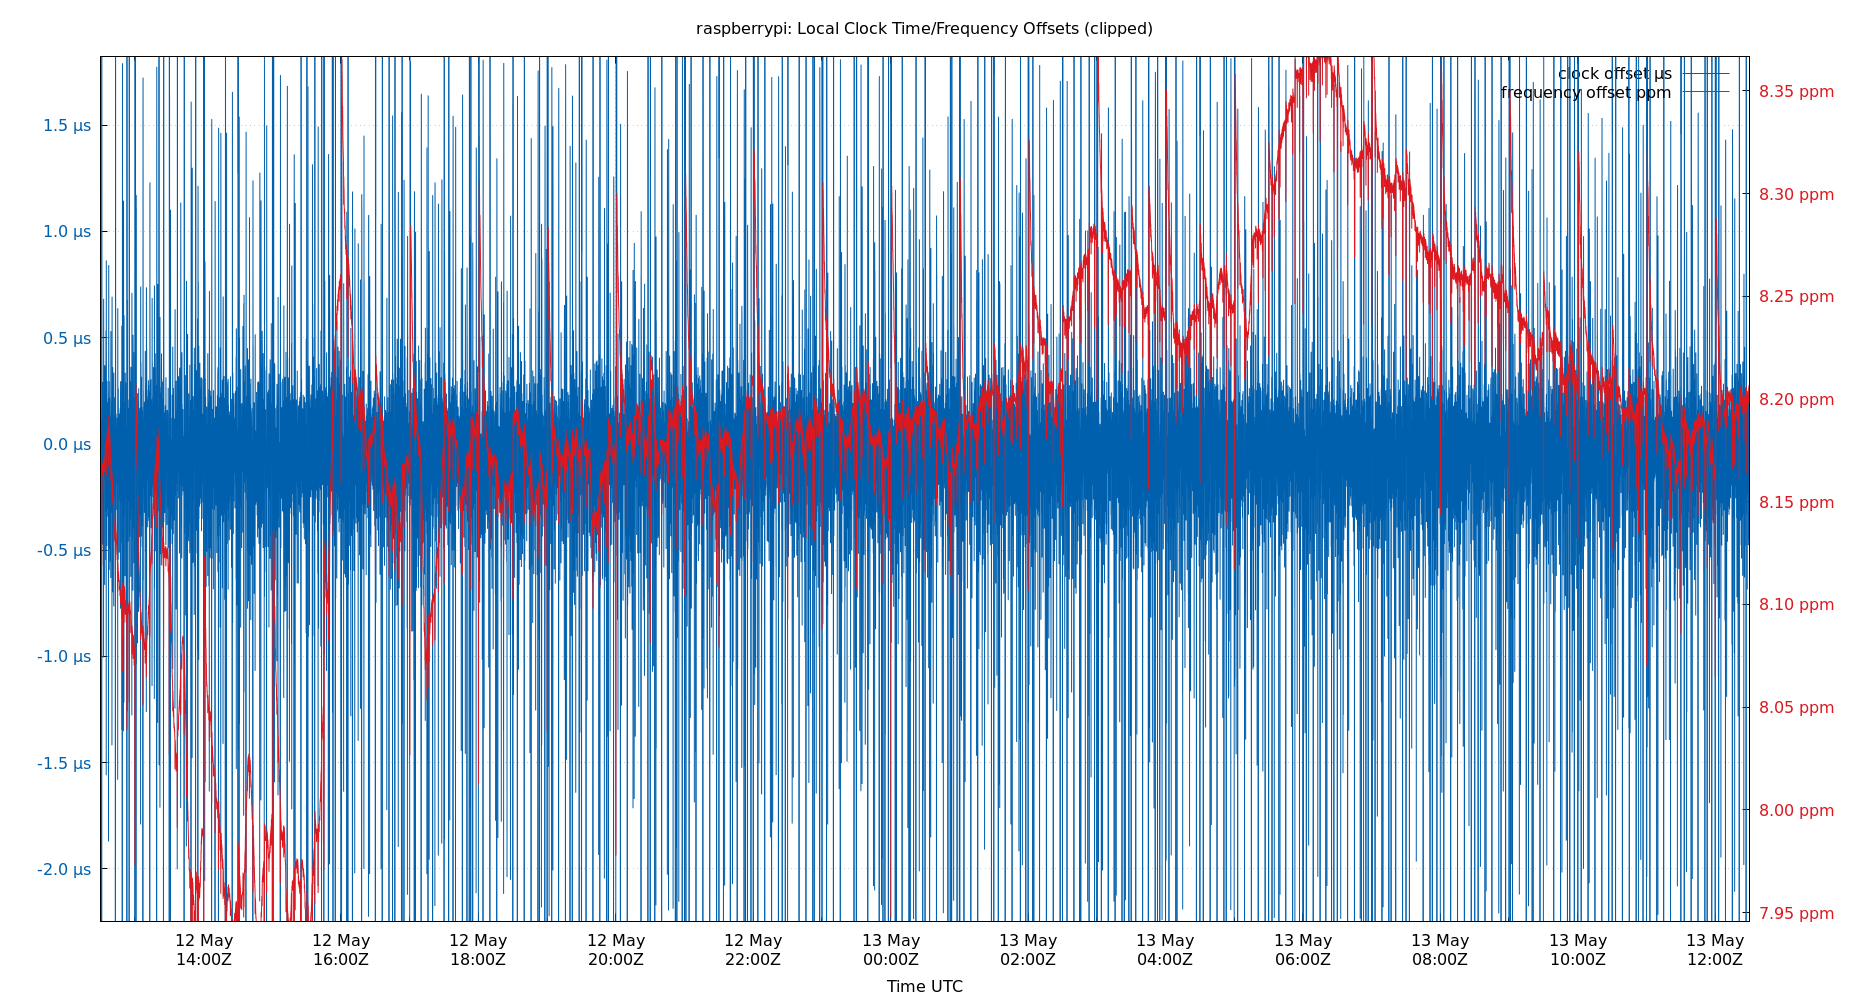 raspberrypi: Local Clock Time/Frequency Offsets (clipped)
clock offset µs
frequency offset ppm
1.5 µs
1.0 µs
0.5 µs
0.0 µs
-0.5 µs
-1.0 µs
-1.5 µs
-2.0 µs
8.35 ppm
8.30 ppm
8.25 ppm
8.20 ppm
8.15 ppm
8.10 ppm
8.05 ppm
8.00 ppm
7.95 ppm
12 May 12 May 12 May 12 May 12 May 13 May 13 May 13 May 13 May 13 May 13 May 13 May
14:00Z 16:00Z 18:00Z 20:00Z 22:00Z 00:00Z 02:00Z 04:00Z 06:00Z 08:00Z 10:00Z 12:00Z
Time UTC